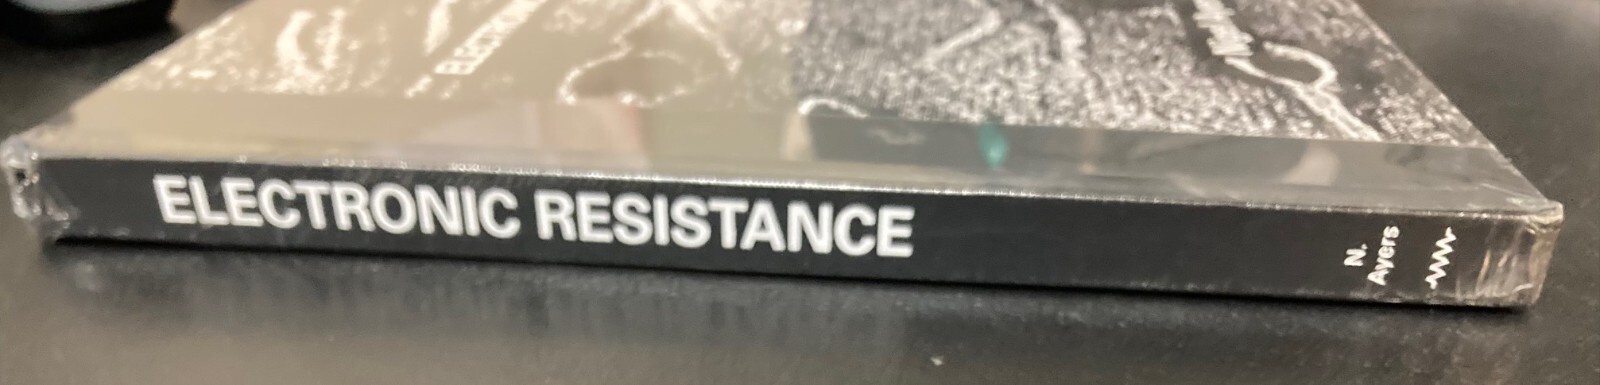 ELECTRONIC RESISTANCE
N.
Ayers